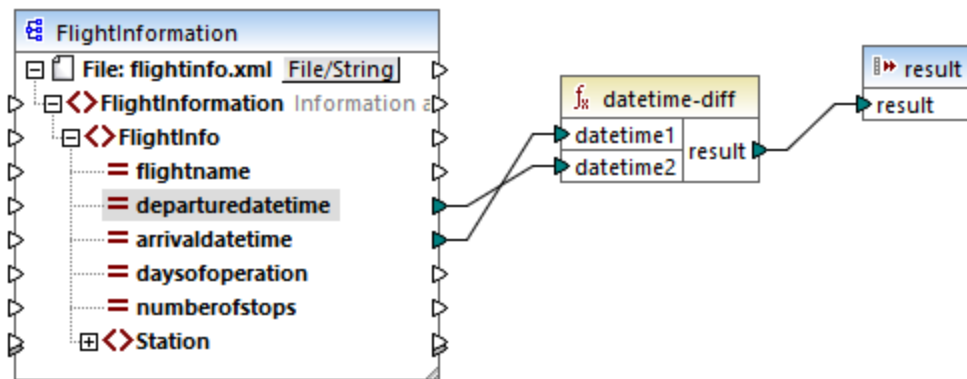 FlightInformation
File: flightinfo.xml File/String
FlightInformation Information a
FlightInfo
flightname
departuredatetime
arrivaldatetime
daysofoperation
numberofstops
Station
fx datetime-diff
datetime1
datetime2
result
result
result